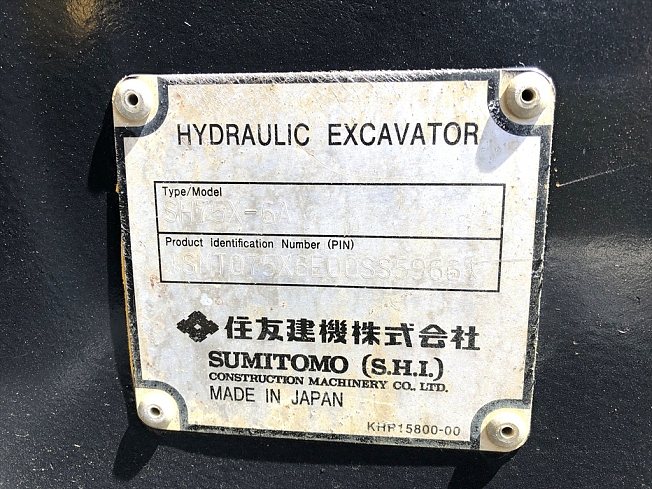 HYDRAULIC EXCAVATOR
Type/Model
Product identification Number (PIN)
住友建機株式会社
SUMITOMO (S.H.I.)
CONSTRUCTION MACHINERY CO., LTD.
MADE IN JAPAN
KHP15800-00